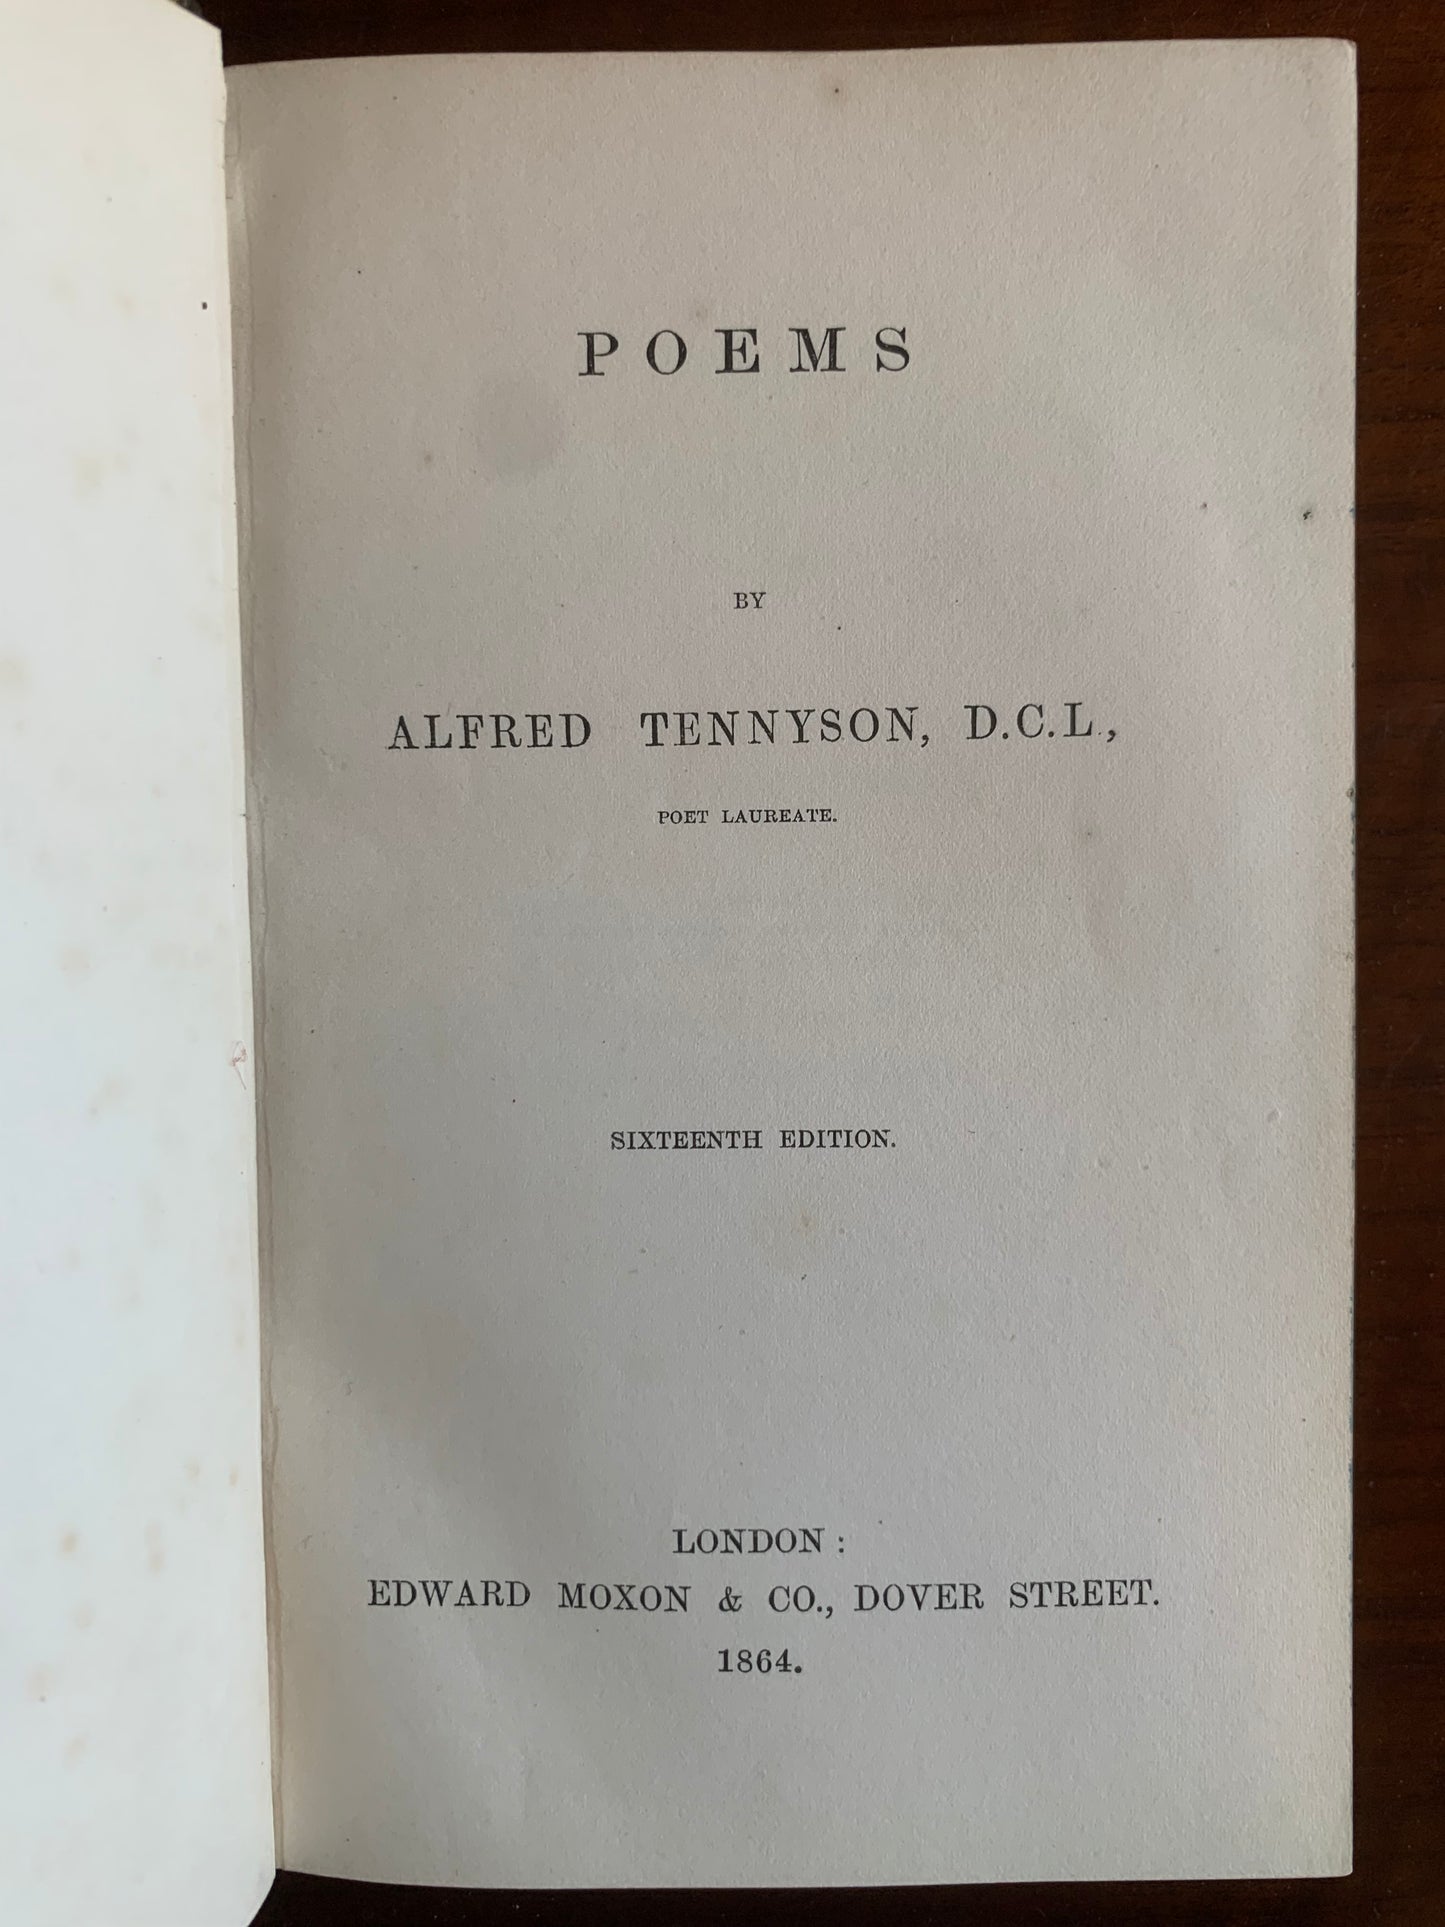 POEMS
BY
ALFRED TENNYSON, D.C.L.,
POET LAUREATE.
SIXTEENTH EDITION.
LONDON :
EDWARD MOXON & CO., DOVER STREET.
1864.